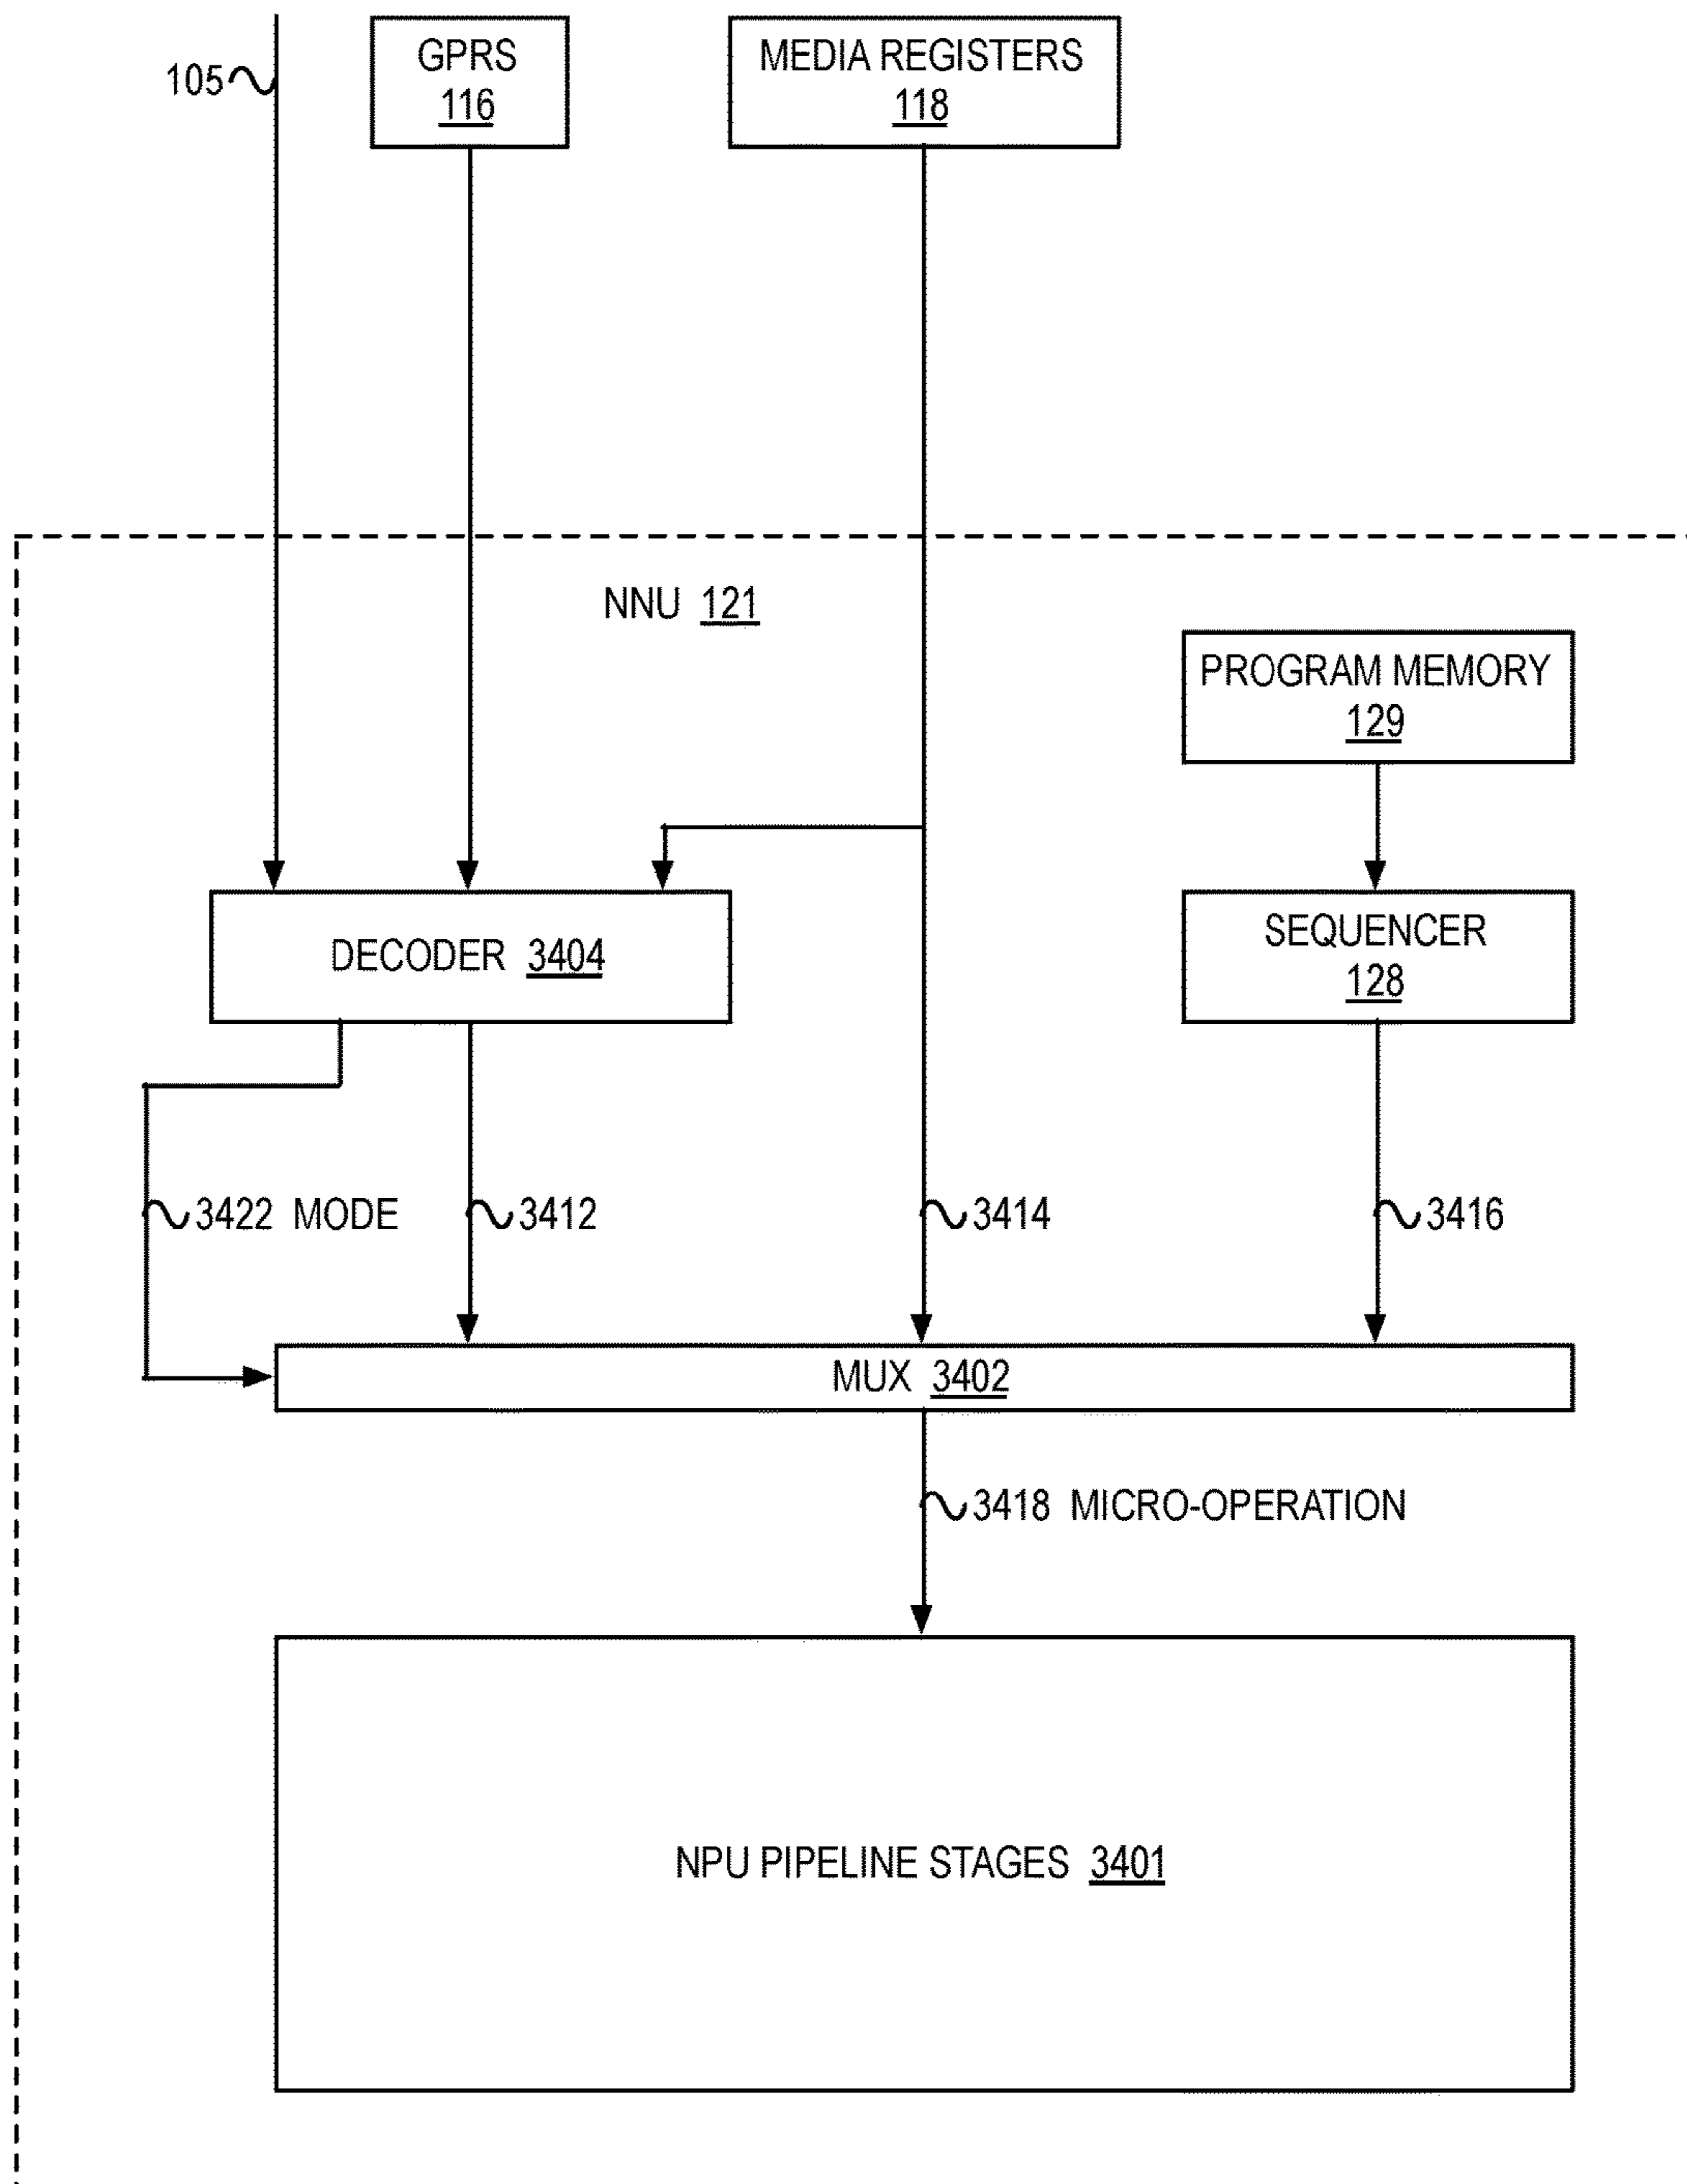 105
GPRS
116
MEDIA REGISTERS
118
NNU 121
PROGRAM MEMORY
129
DECODER 3404
SEQUENCER
128
3422 MODE
3412
3414
3416
MUX 3402
3418 MICRO-OPERATION
NPU PIPELINE STAGES 3401